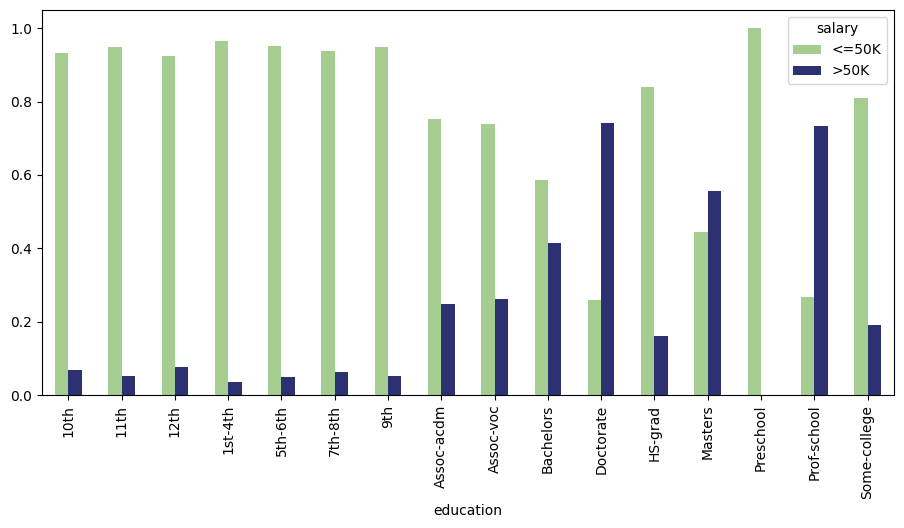 salary
<=50K
>50K
1.0
0.8
0.6
0.4
0.2
0.0
10th
11th
12th
1st-4th
5th-6th
7th-8th
9th
Assoc-acdm
Assoc-voc
Bachelors
Doctorate
HS-grad
Masters
Preschool
Prof-school
Some-college
education